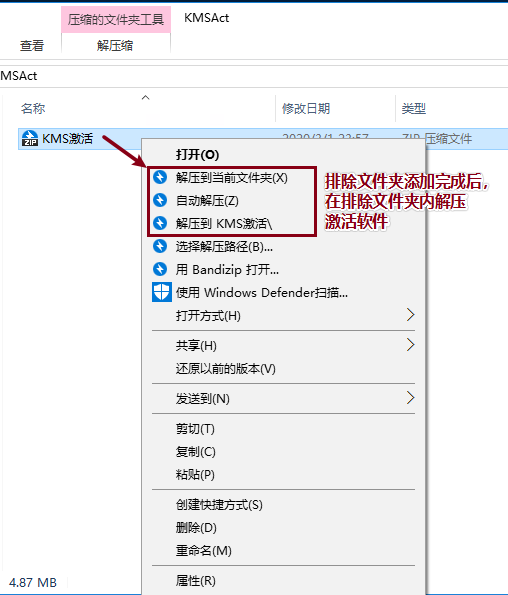 压缩的文件夹工具
KMSAct
查看
解压缩
MSAct
名称
修改日期
类型
KMS激活
ZIP 压缩文件
打开(O)
解压到当前文件夹(X)
自动解压(Z)
解压到 KMS激活\
选择解压路径(B)...
用 Bandizip 打开...
使用 Windows Defender扫描...
打开方式(H)
共享(H)
还原以前的版本(V)
发送到(N)
剪切(T)
复制(C)
粘贴(P)
创建快捷方式(S)
删除(D)
重命名(M)
属性(R)
排除文件夹添加完成后，
在排除文件夹内解压
激活软件
4.87 MB